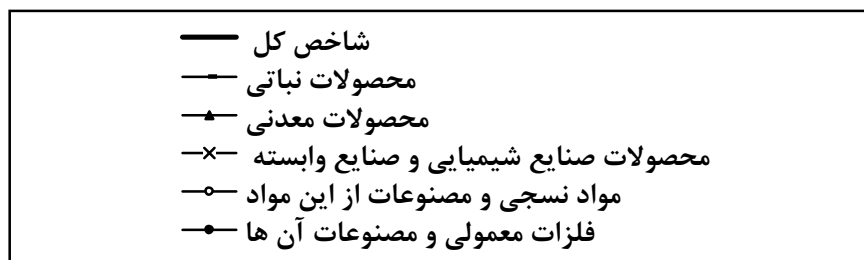 شاخص کل
محصولات نباتی
محصولات معدنی
محصولات صنایع شیمیایی و صنایع وابسته
مواد نسجی و مصنوعات از این مواد
فلزات معمولی و مصنوعات آن ها